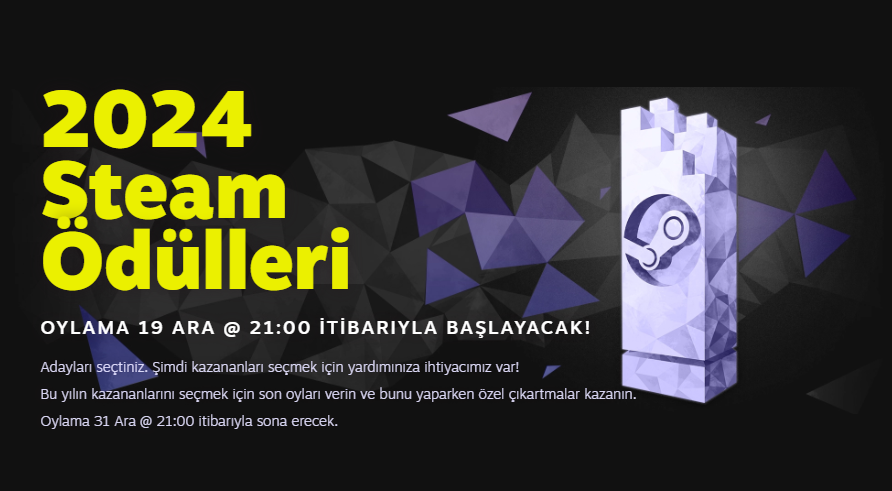 2024
Steam
Ödülleri
OYLAMA 19 ARA @ 21:00 İTİBARIYLA BAŞLAYACAK!
Adayları seçtiniz. Şimdi kazananları seçmek için yardımınıza ihtiyacımız var!
Bu yılın kazananlarını seçmek için son oyları verin ve bunu yaparken özel çıkartmalar kazanın.
Oylama 31 Ara @ 21:00 itibarıyla sona erecek.